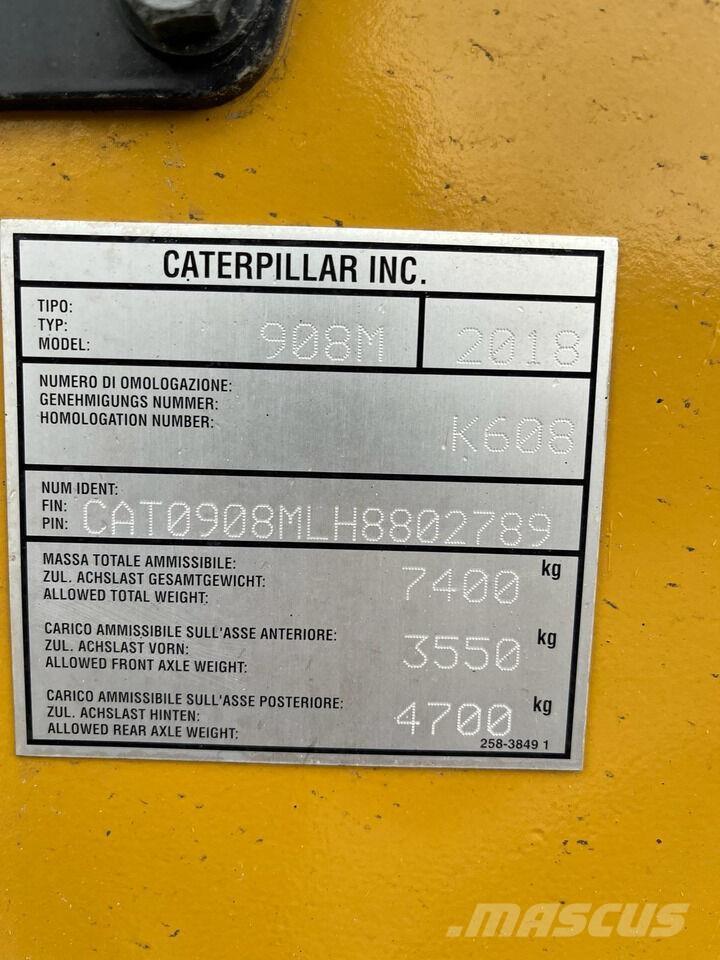 CATERPILLAR INC.
TIPO:
TYP:
MODEL: 908M 2018
NUMERO DI OMOLOGAZIONE:
GENEHMIGUNGS NUMMER:
HOMOLOGATION NUMBER: K608
NUM IDENT:
FIN:
PIN: CAT0908MLH8802789
MASSA TOTALE AMMISSIBILE:
ZUL. ACHSLAST GESAMTGEWICHT: 7400 kg
ALLOWED TOTAL WEIGHT:
CARICO AMMISSIBILE SULL'ASSE ANTERIORE:
ZUL. ACHSLAST VORN: 3550 kg
ALLOWED FRONT AXLE WEIGHT:
CARICO AMMISSIBILE SULL'ASSE POSTERIORE:
ZUL. ACHSLAST HINTEN: 4700 kg
ALLOWED REAR AXLE WEIGHT:
258-3849 1
MASCUS